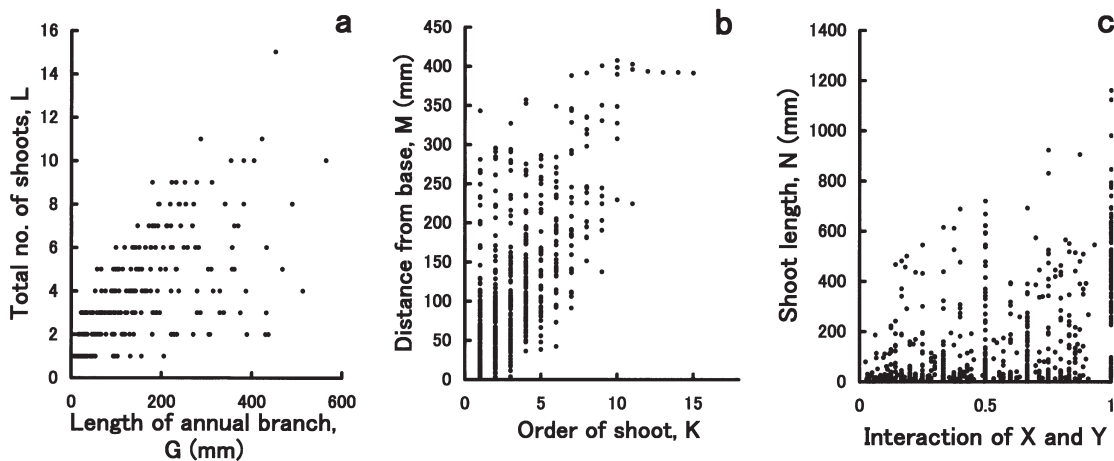 a
16
14
12
10
8
6
4
2
0
Total no. of shoots, L
0 200 400 600
Length of annual branch,
G (mm)
b
450
400
350
300
250
200
150
100
50
0
Distance from base, M (mm)
0 5 10 15
Order of shoot, K
c
1400
1200
1000
800
600
400
200
0
Shoot length, N (mm)
0 0.5 1
Interaction of X and Y